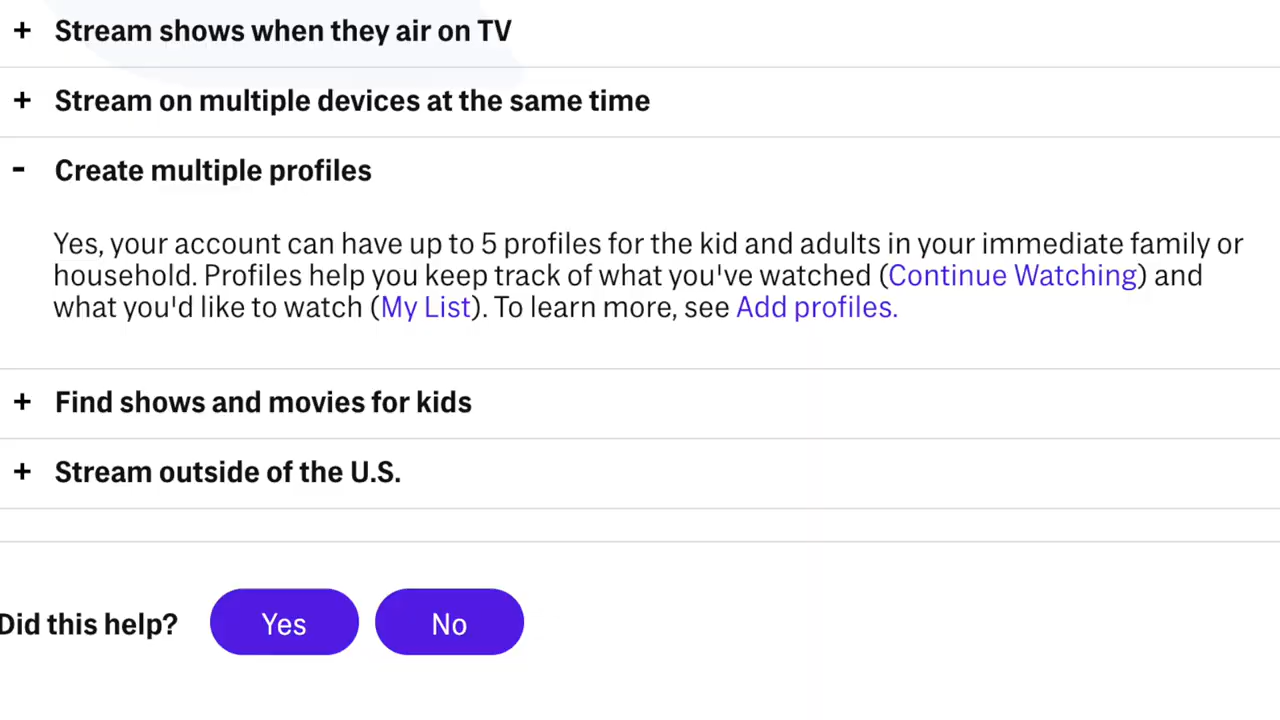 + Stream shows when they air on TV
+ Stream on multiple devices at the same time
- Create multiple profiles
Yes, your account can have up to 5 profiles for the kid and adults in your immediate family or
household. Profiles help you keep track of what you've watched (Continue Watching) and
what you'd like to watch (My List). To learn more, see Add profiles.
+ Find shows and movies for kids
+ Stream outside of the U.S.
Did this help? Yes No